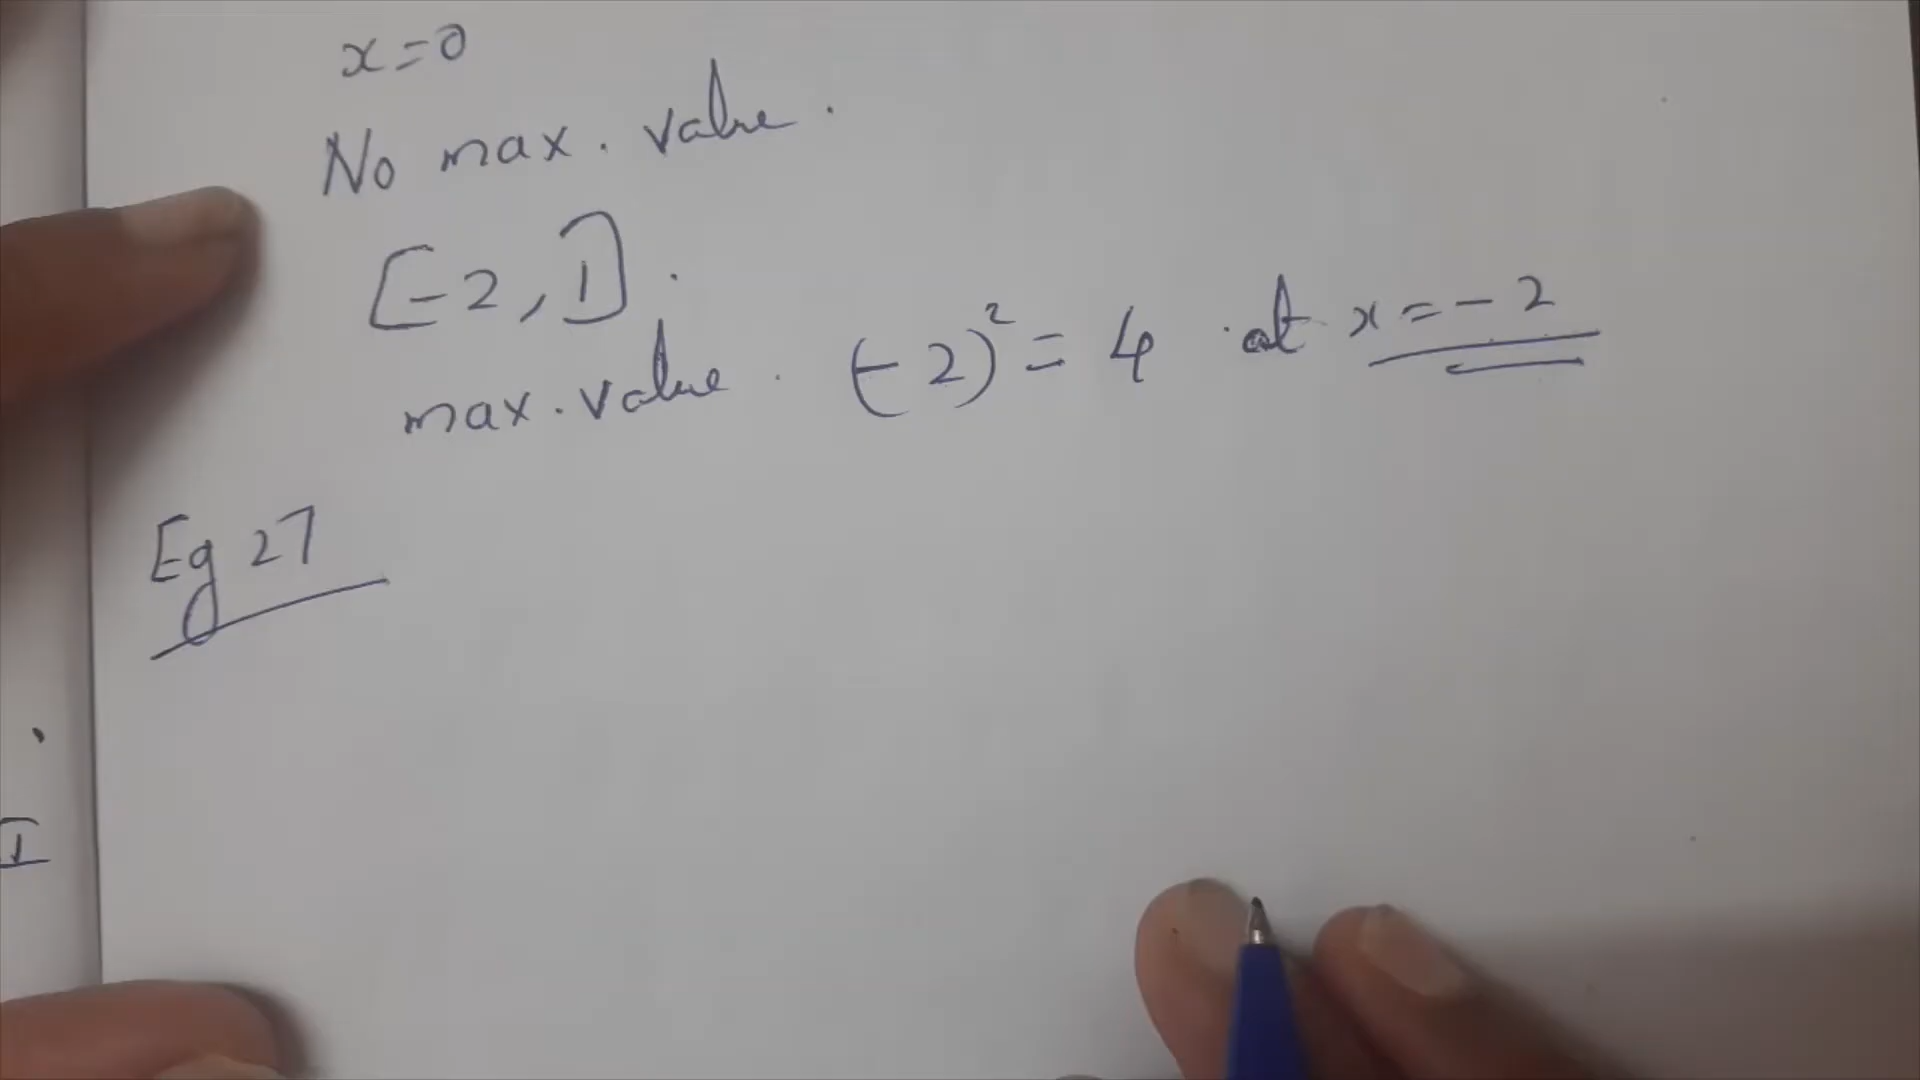 x=0
No max. value.
[-2, 1].
max. value. (-2)² = 4 at x = -2
Eg 27
I